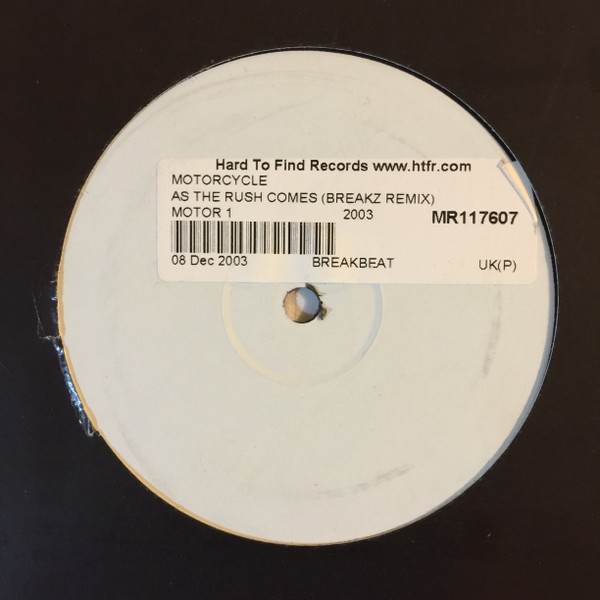 Hard To Find Records www.htfr.com
MOTORCYCLE
AS THE RUSH COMES (BREAKZ REMIX)
MOTOR 1 2003 MR117607
08 Dec 2003 BREAKBEAT UK(P)